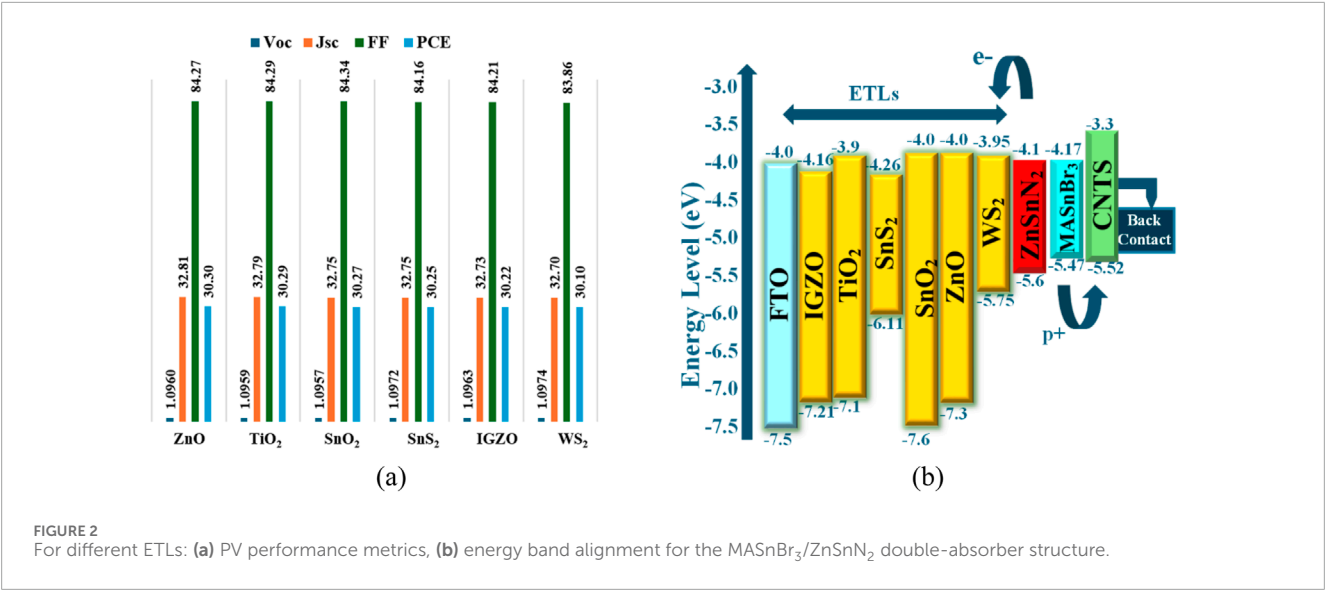 Voc Jsc FF PCE
1.0960 32.81 84.27 30.30
1.0959 32.79 84.29 30.29
1.0957 32.75 84.34 30.27
1.0972 32.75 84.16 30.25
1.0963 32.73 84.21 30.22
1.0974 32.70 83.86 30.10
ZnO TiO₂ SnO₂ SnS₂ IGZO WS₂
(a)
Energy Level (eV)
-3.0
-3.5
-4.0
-4.5
-5.0
-5.5
-6.0
-6.5
-7.0
-7.5
ETLs
e-
-4.0 -4.16 -3.9 -4.26 -4.0 -4.0 -3.95 -4.1 -4.17 -3.3
FTO IGZO TiO₂ SnS₂ SnO₂ ZnO WS₂ ZnSnN₂ MASnBr₃ CNTS
-7.5 -7.21 -7.1 -6.11 -7.6 -7.3 -5.75 -5.6 -5.47 -5.52
Back
Contact
p+
(b)
FIGURE 2
For different ETLs: (a) PV performance metrics, (b) energy band alignment for the MASnBr₃/ZnSnN₂ double-absorber structure.